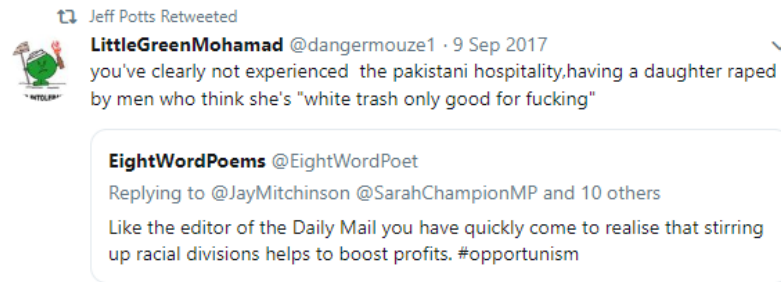 Jeff Potts Retweeted
LittleGreenMohamad @dangermouze1 · 9 Sep 2017
you've clearly not experienced the pakistani hospitality,having a daughter raped
by men who think she's "white trash only good for fucking"
EightWordPoems @EightWordPoet
Replying to @JayMitchinson @SarahChampionMP and 10 others
Like the editor of the Daily Mail you have quickly come to realise that stirring
up racial divisions helps to boost profits. #opportunism